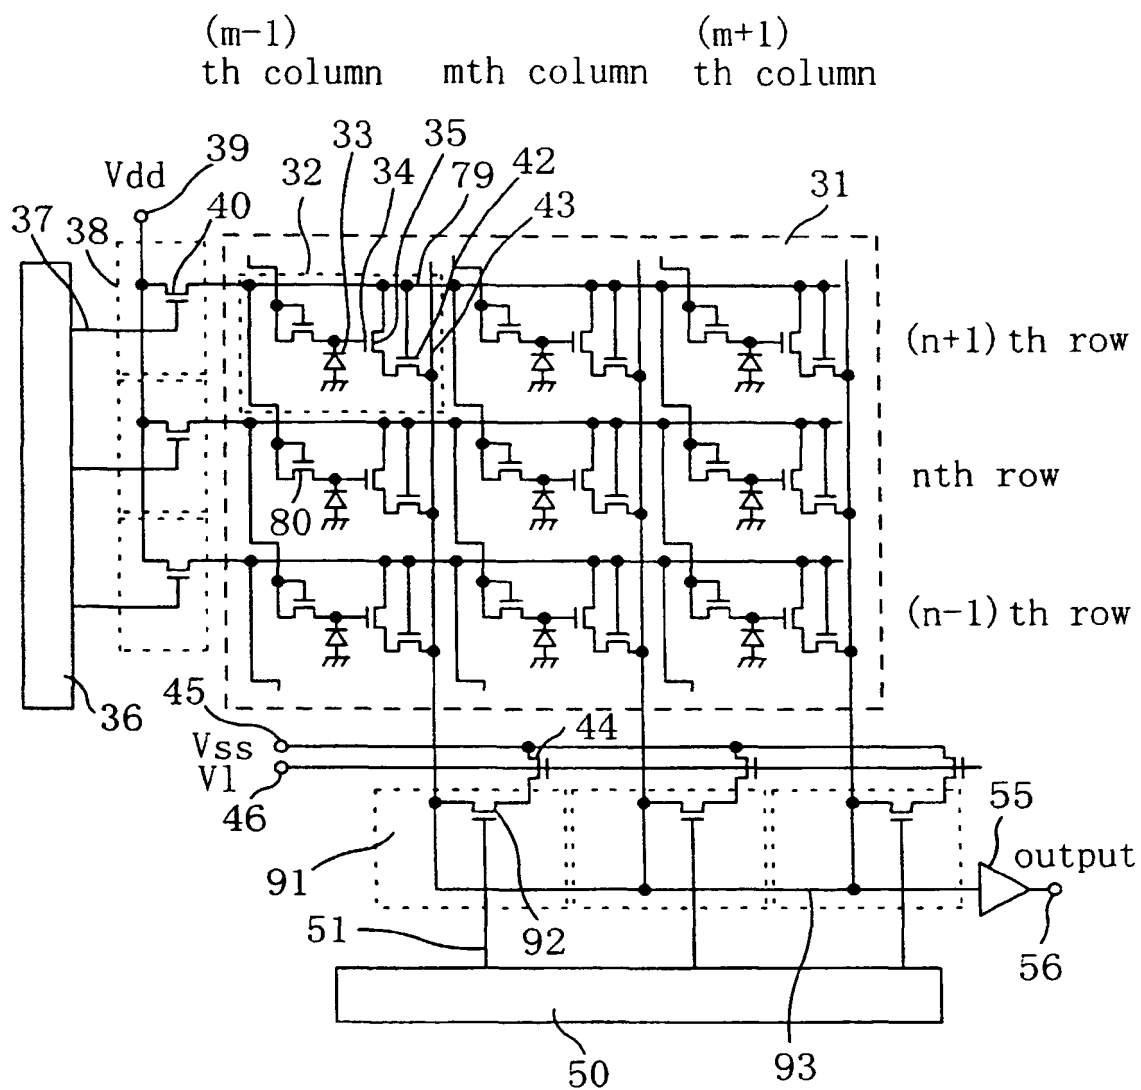 (m-1)
th column
mth column
(m+1)
th column
Vdd
39
33
35
42
32
34
79
31
37
38
40
43
(n+1)th row
nth row
80
(n-1)th row
36
45
Vss
44
V1
46
55
91
output
51
92
56
50
93